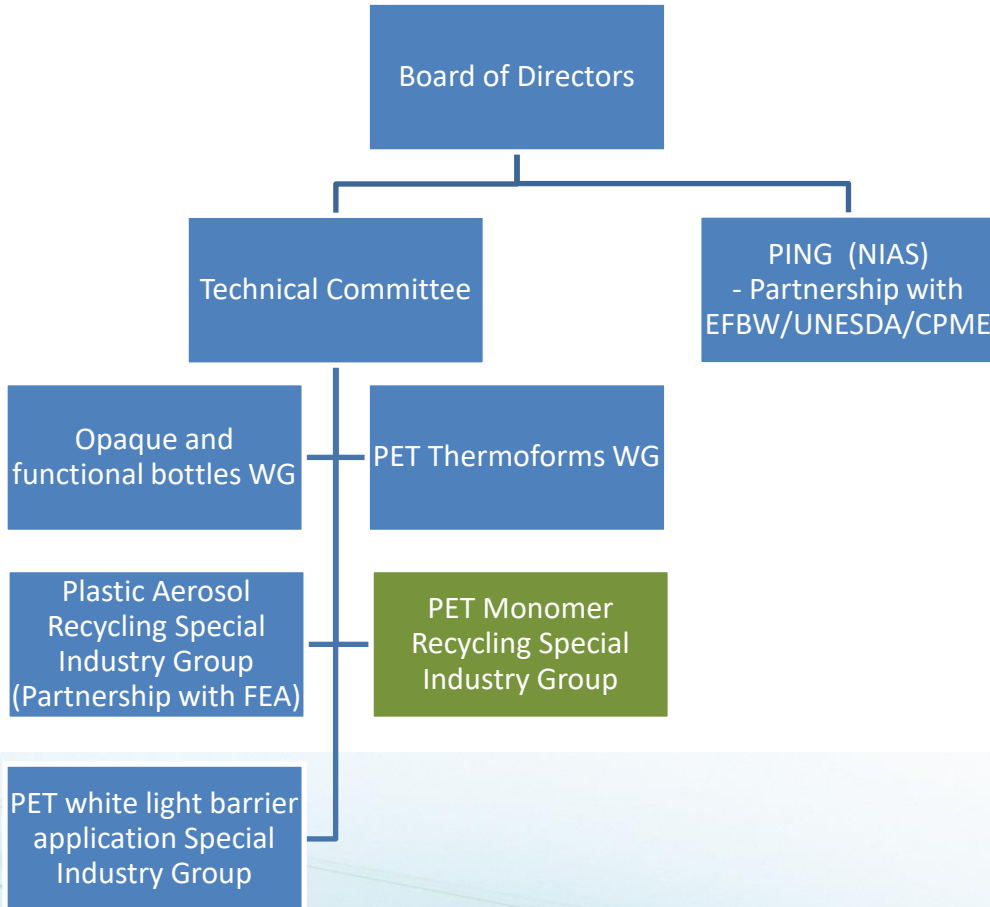 Board of Directors
Technical Committee
PING (NIAS)
- Partnership with
EFBW/UNESDA/CPME
Opaque and
functional bottles WG
PET Thermoforms WG
Plastic Aerosol
Recycling Special
Industry Group
(Partnership with FEA)
PET Monomer
Recycling Special
Industry Group
PET white light barrier
application Special
Industry Group